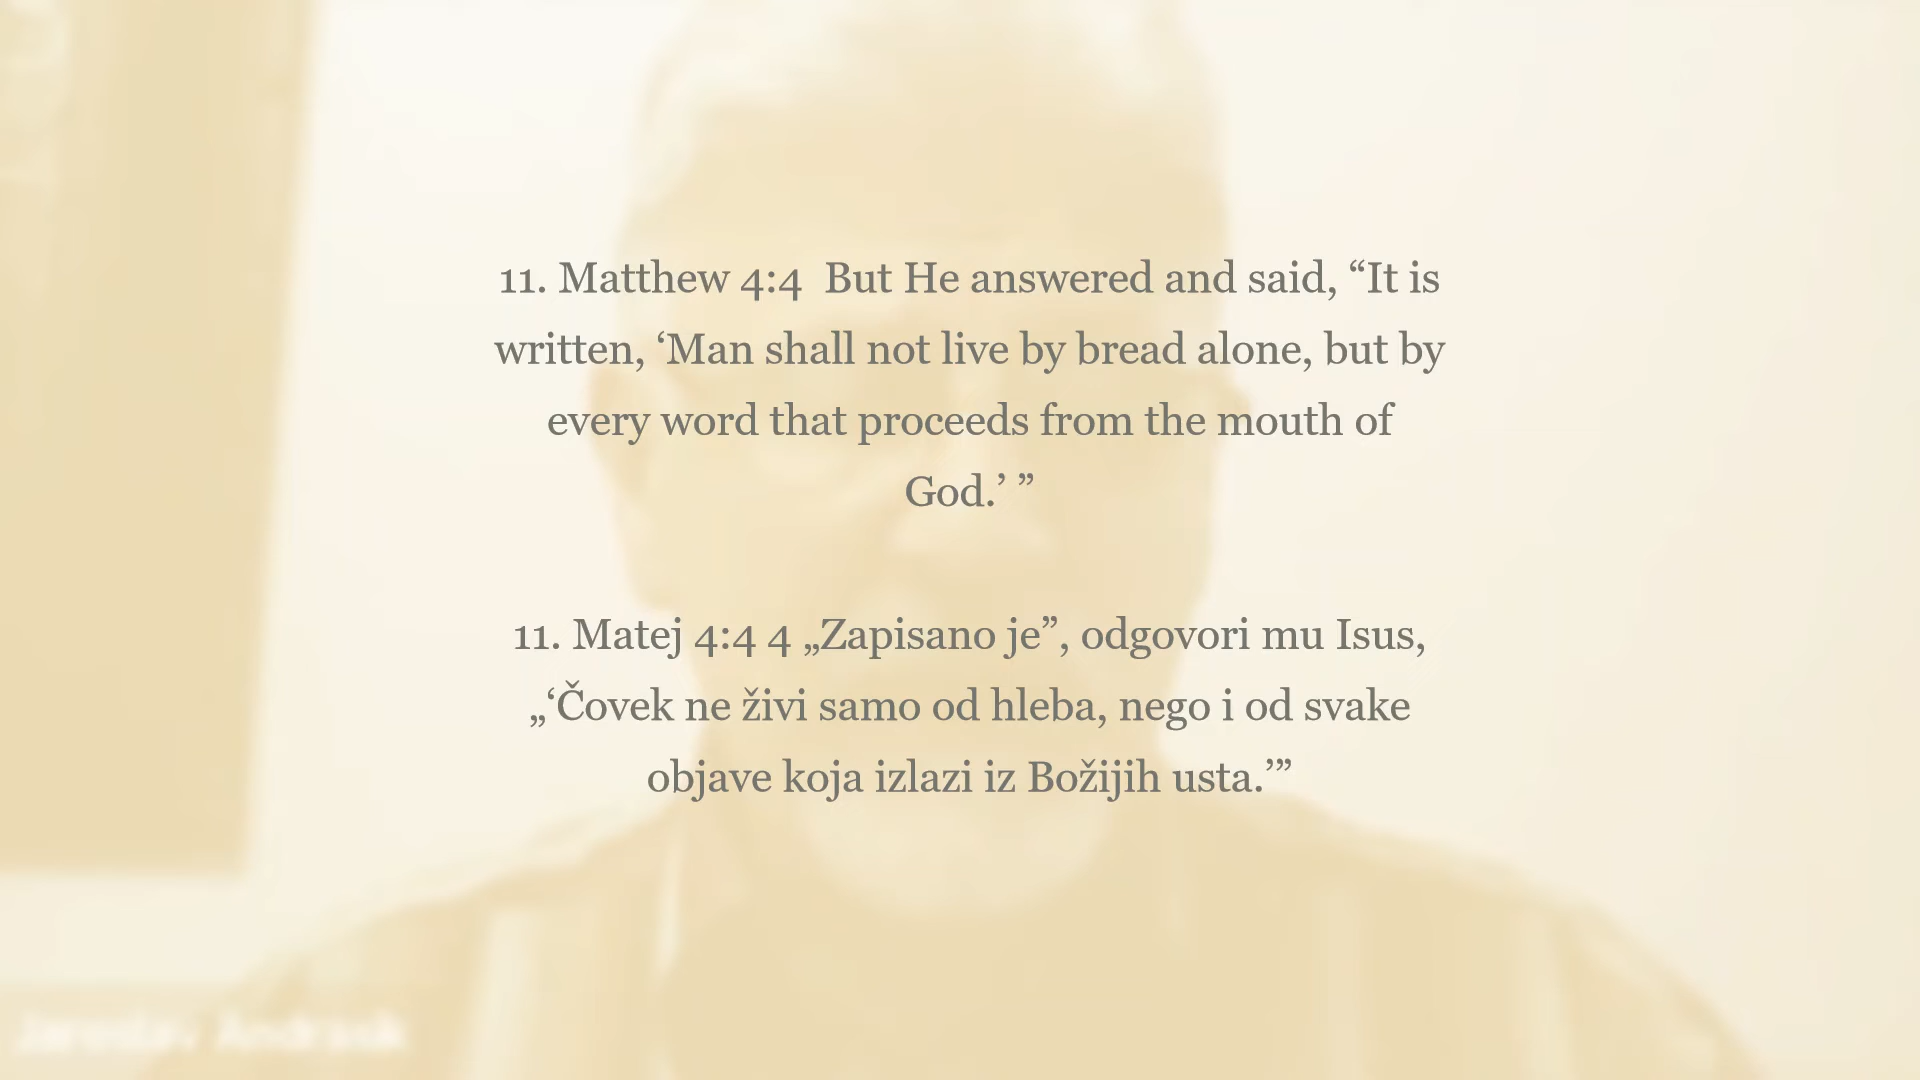 11. Matthew 4:4  But He answered and said, “It is
written, ‘Man shall not live by bread alone, but by
every word that proceeds from the mouth of
God.’ ”
11. Matej 4:4 4 „Zapisano je”, odgovori mu Isus,
„‘Čovek ne živi samo od hleba, nego i od svake
objave koja izlazi iz Božijih usta.’”
Jaroslav Andrasik